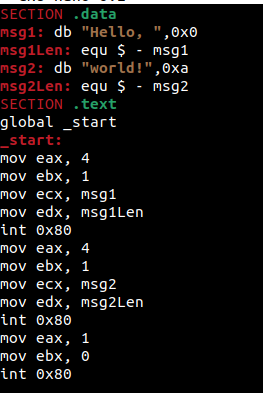 SECTION .data
msg1: db "Hello, ",0x0
msg1Len: equ $ - msg1
msg2: db "world!",0xa
msg2Len: equ $ - msg2
SECTION .text
global _start
_start:
mov eax, 4
mov ebx, 1
mov ecx, msg1
mov edx, msg1Len
int 0x80
mov eax, 4
mov ebx, 1
mov ecx, msg2
mov edx, msg2Len
int 0x80
mov eax, 1
mov ebx, 0
int 0x80